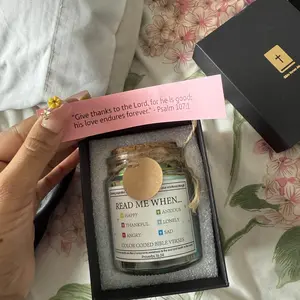 "Give thanks to the Lord, for he is good;
his love endures forever." - Psalm 107:1
READ ME WHEN...
HAPPY
ANXIOUS
THANKFUL
LONELY
ANGRY
SAD
COLOR CODED BIBLE VERSES